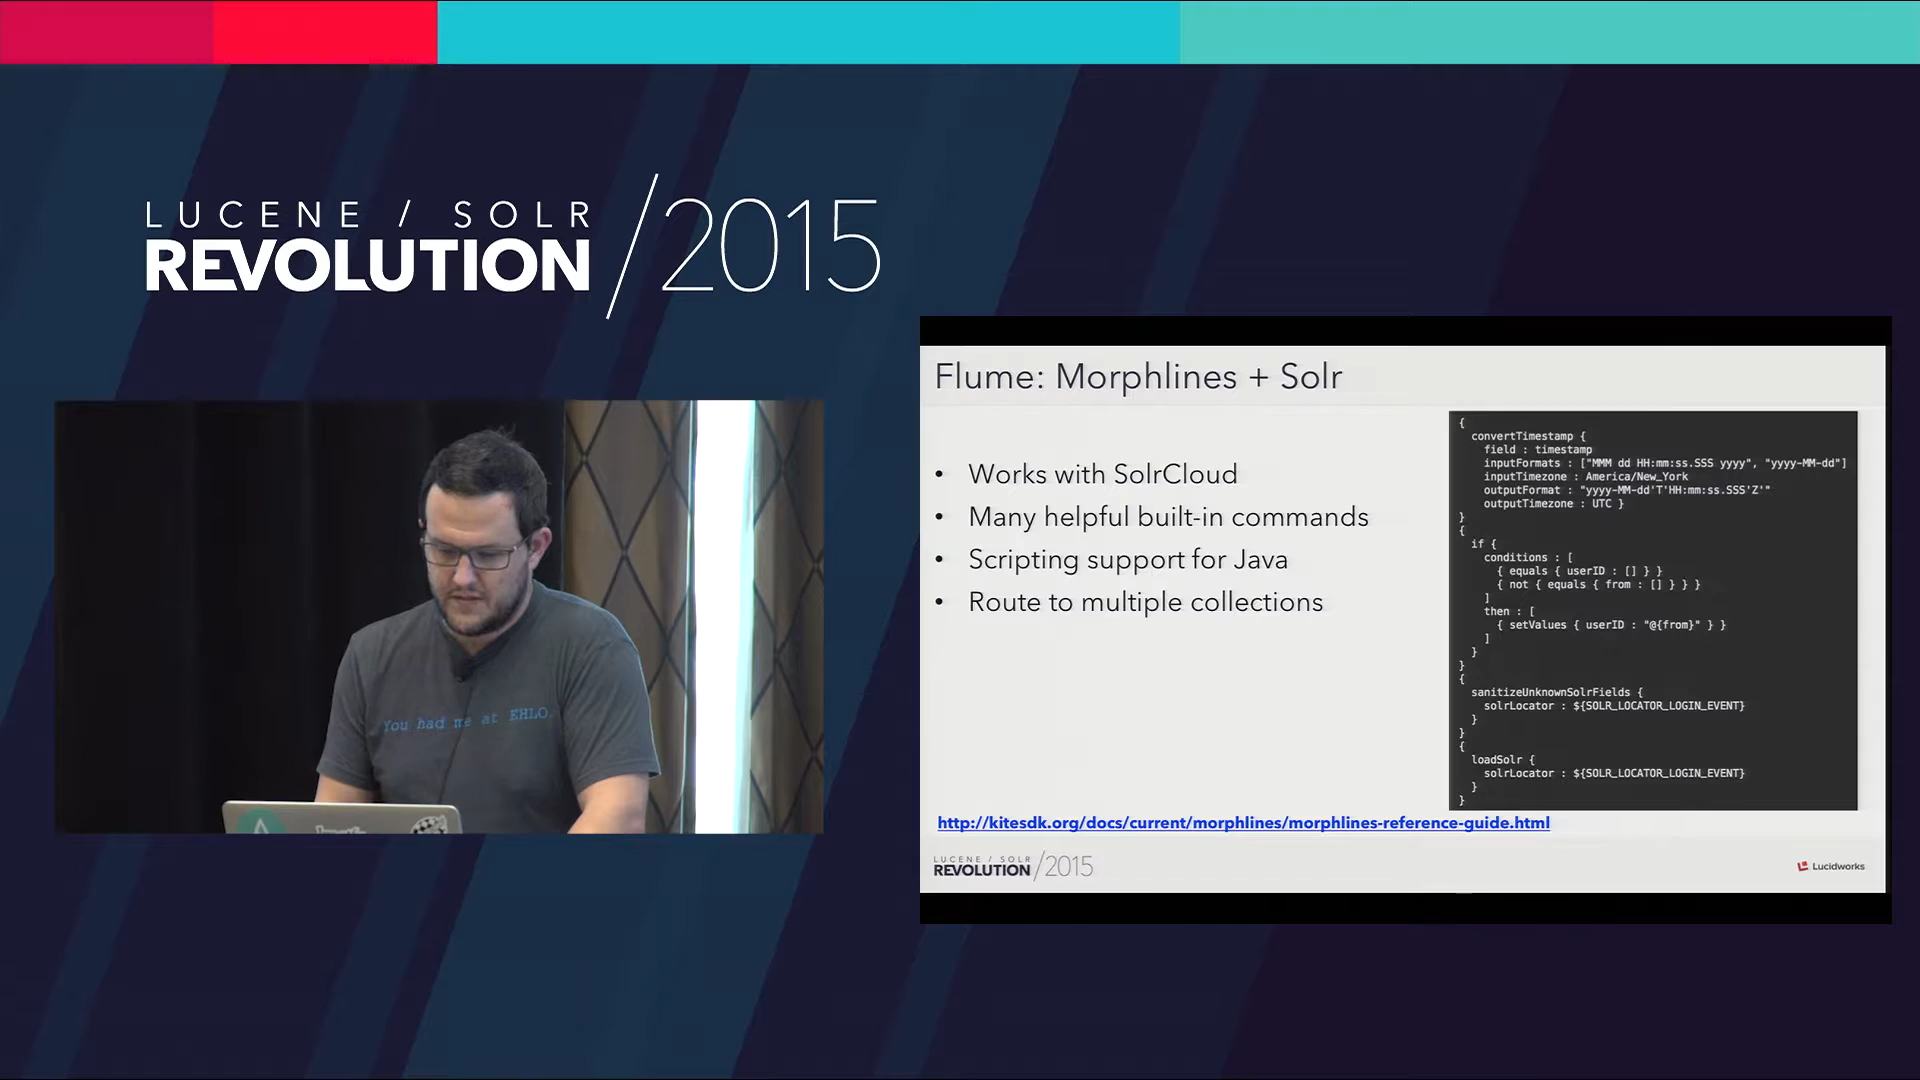 LUCENE / SOLR
REVOLUTION /2015
You had me at EHLO.
Flume: Morphlines + Solr
• Works with SolrCloud
• Many helpful built-in commands
• Scripting support for Java
• Route to multiple collections
{
convertTimestamp {
field : timestamp
inputFormats : ["MMM dd HH:mm:ss.SSS yyyy", "yyyy-MM-dd"]
inputTimezone : America/New_York
outputFormat : "yyyy-MM-dd'T'HH:mm:ss.SSS'Z'"
outputTimezone : UTC }
}
{
if {
conditions : [
{ equals { userID : [] } }
{ not { equals { from : [] } } }
]
then : [
{ setValues { userID : "@{from}" } }
]
}
}
{
sanitizeUnknownSolrFields {
solrLocator : ${SOLR_LOCATOR_LOGIN_EVENT}
}
}
{
loadSolr {
solrLocator : ${SOLR_LOCATOR_LOGIN_EVENT}
}
}
http://kitesdk.org/docs/current/morphlines/morphlines-reference-guide.html
LUCENE / SOLR
REVOLUTION /2015
Lucidworks